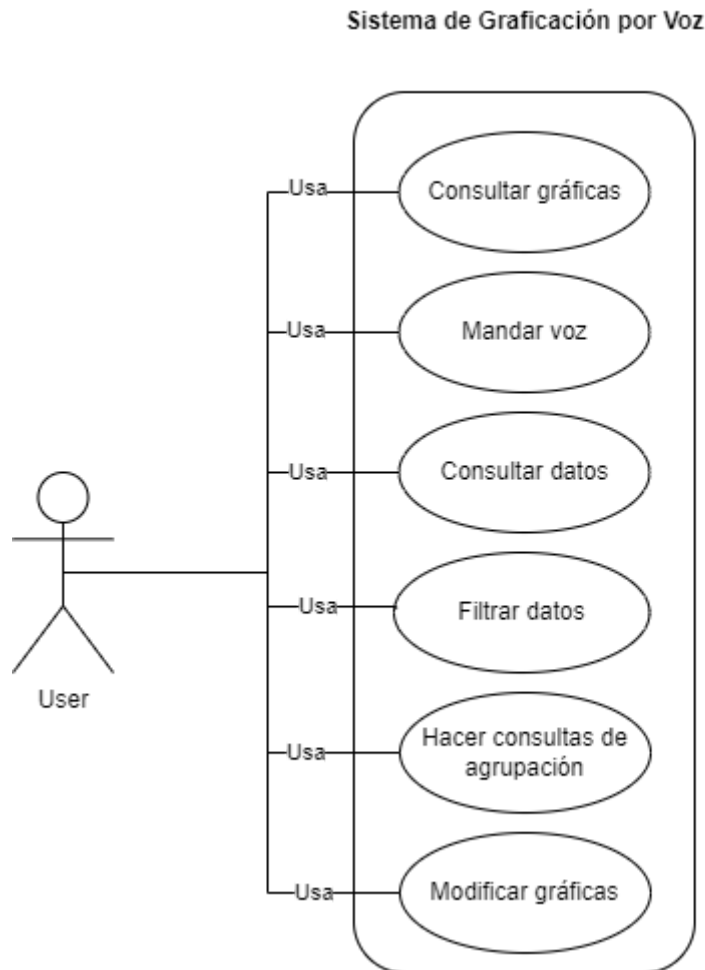 Sistema de Graficación por Voz
Usa
Consultar gráficas
Usa
Mandar voz
Usa
Consultar datos
Usa
Filtrar datos
User
Usa
Hacer consultas de
agrupación
Usa
Modificar gráficas